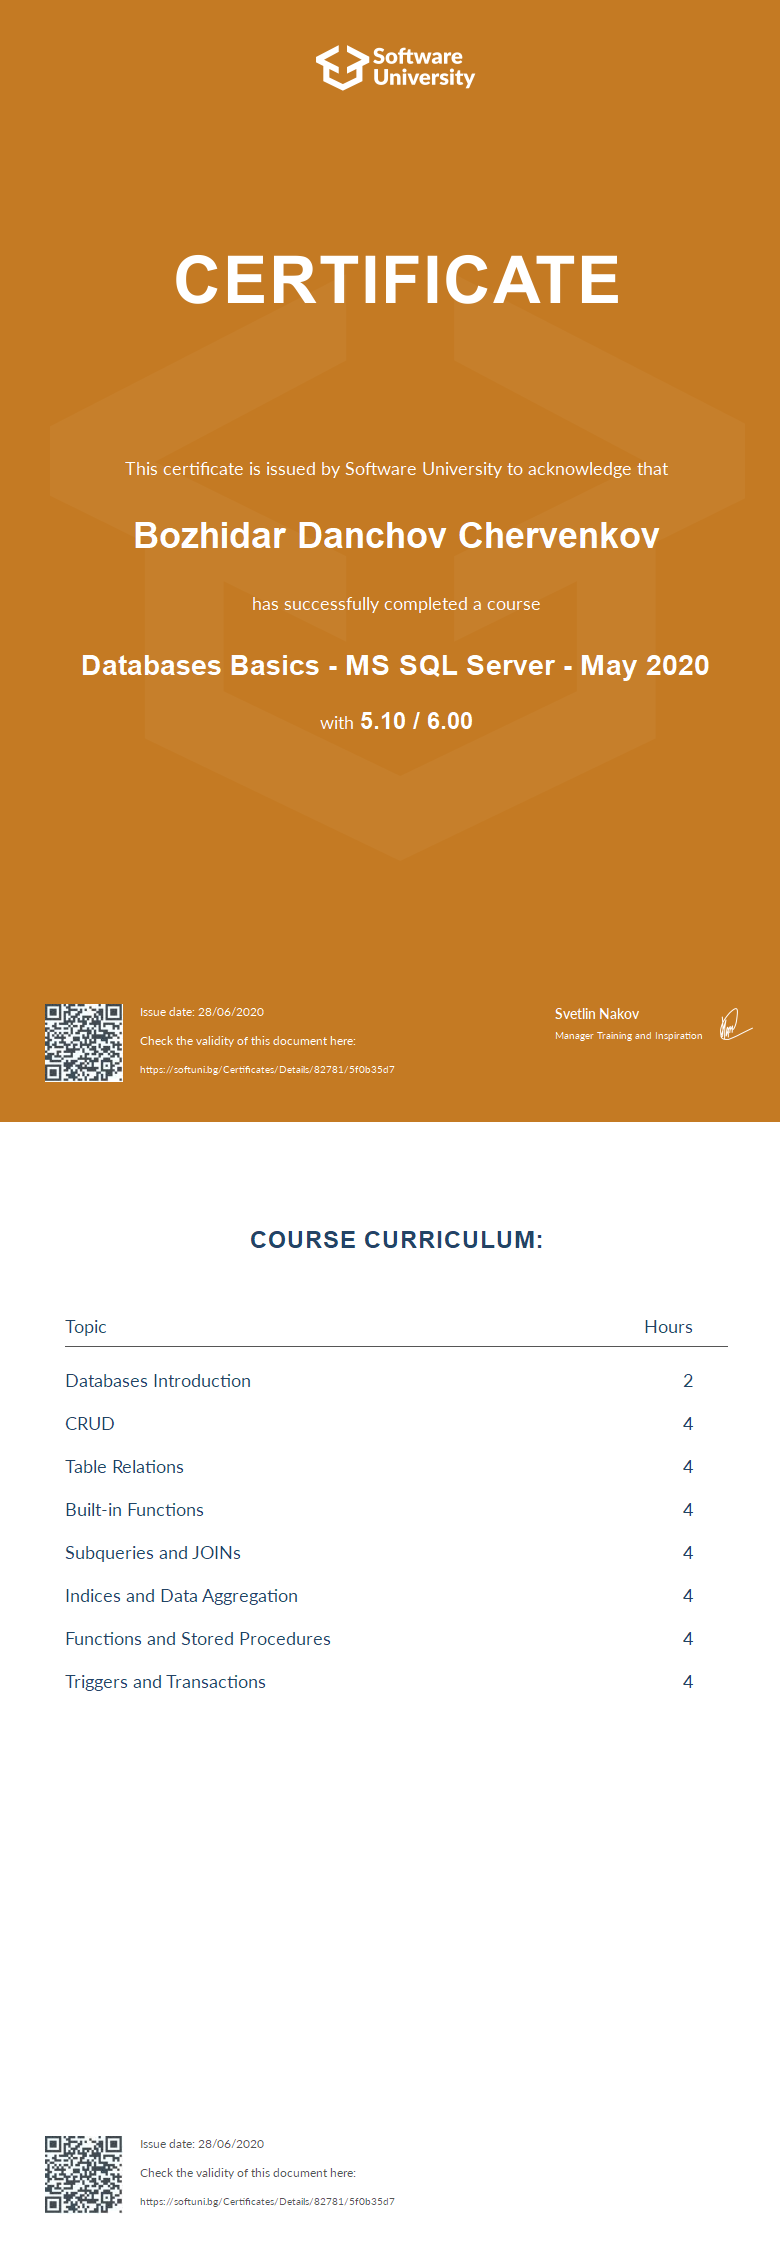 Software
University
CERTIFICATE
This certificate is issued by Software University to acknowledge that
Bozhidar Danchov Chervenkov
has successfully completed a course
Databases Basics - MS SQL Server - May 2020
with 5.10 / 6.00
Issue date: 28/06/2020
Check the validity of this document here:
https://softuni.bg/Certificates/Details/82781/5f0b35d7
Svetlin Nakov
Manager Training and Inspiration
COURSE CURRICULUM:
Topic Hours
Databases Introduction 2
CRUD 4
Table Relations 4
Built-in Functions 4
Subqueries and JOINs 4
Indices and Data Aggregation 4
Functions and Stored Procedures 4
Triggers and Transactions 4
Issue date: 28/06/2020
Check the validity of this document here:
https://softuni.bg/Certificates/Details/82781/5f0b35d7